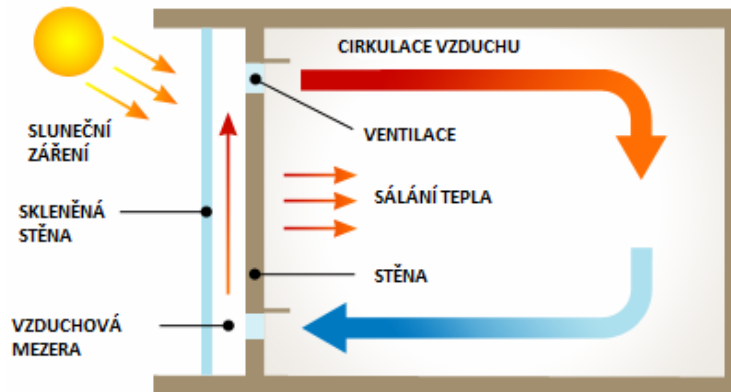 CIRKULACE VZDUCHU
SLUNEČNÍ
ZÁŘENÍ
VENTILACE
SKLENĚNÁ
STĚNA
SÁLÁNÍ TEPLA
STĚNA
VZDUCHOVÁ
MEZERA